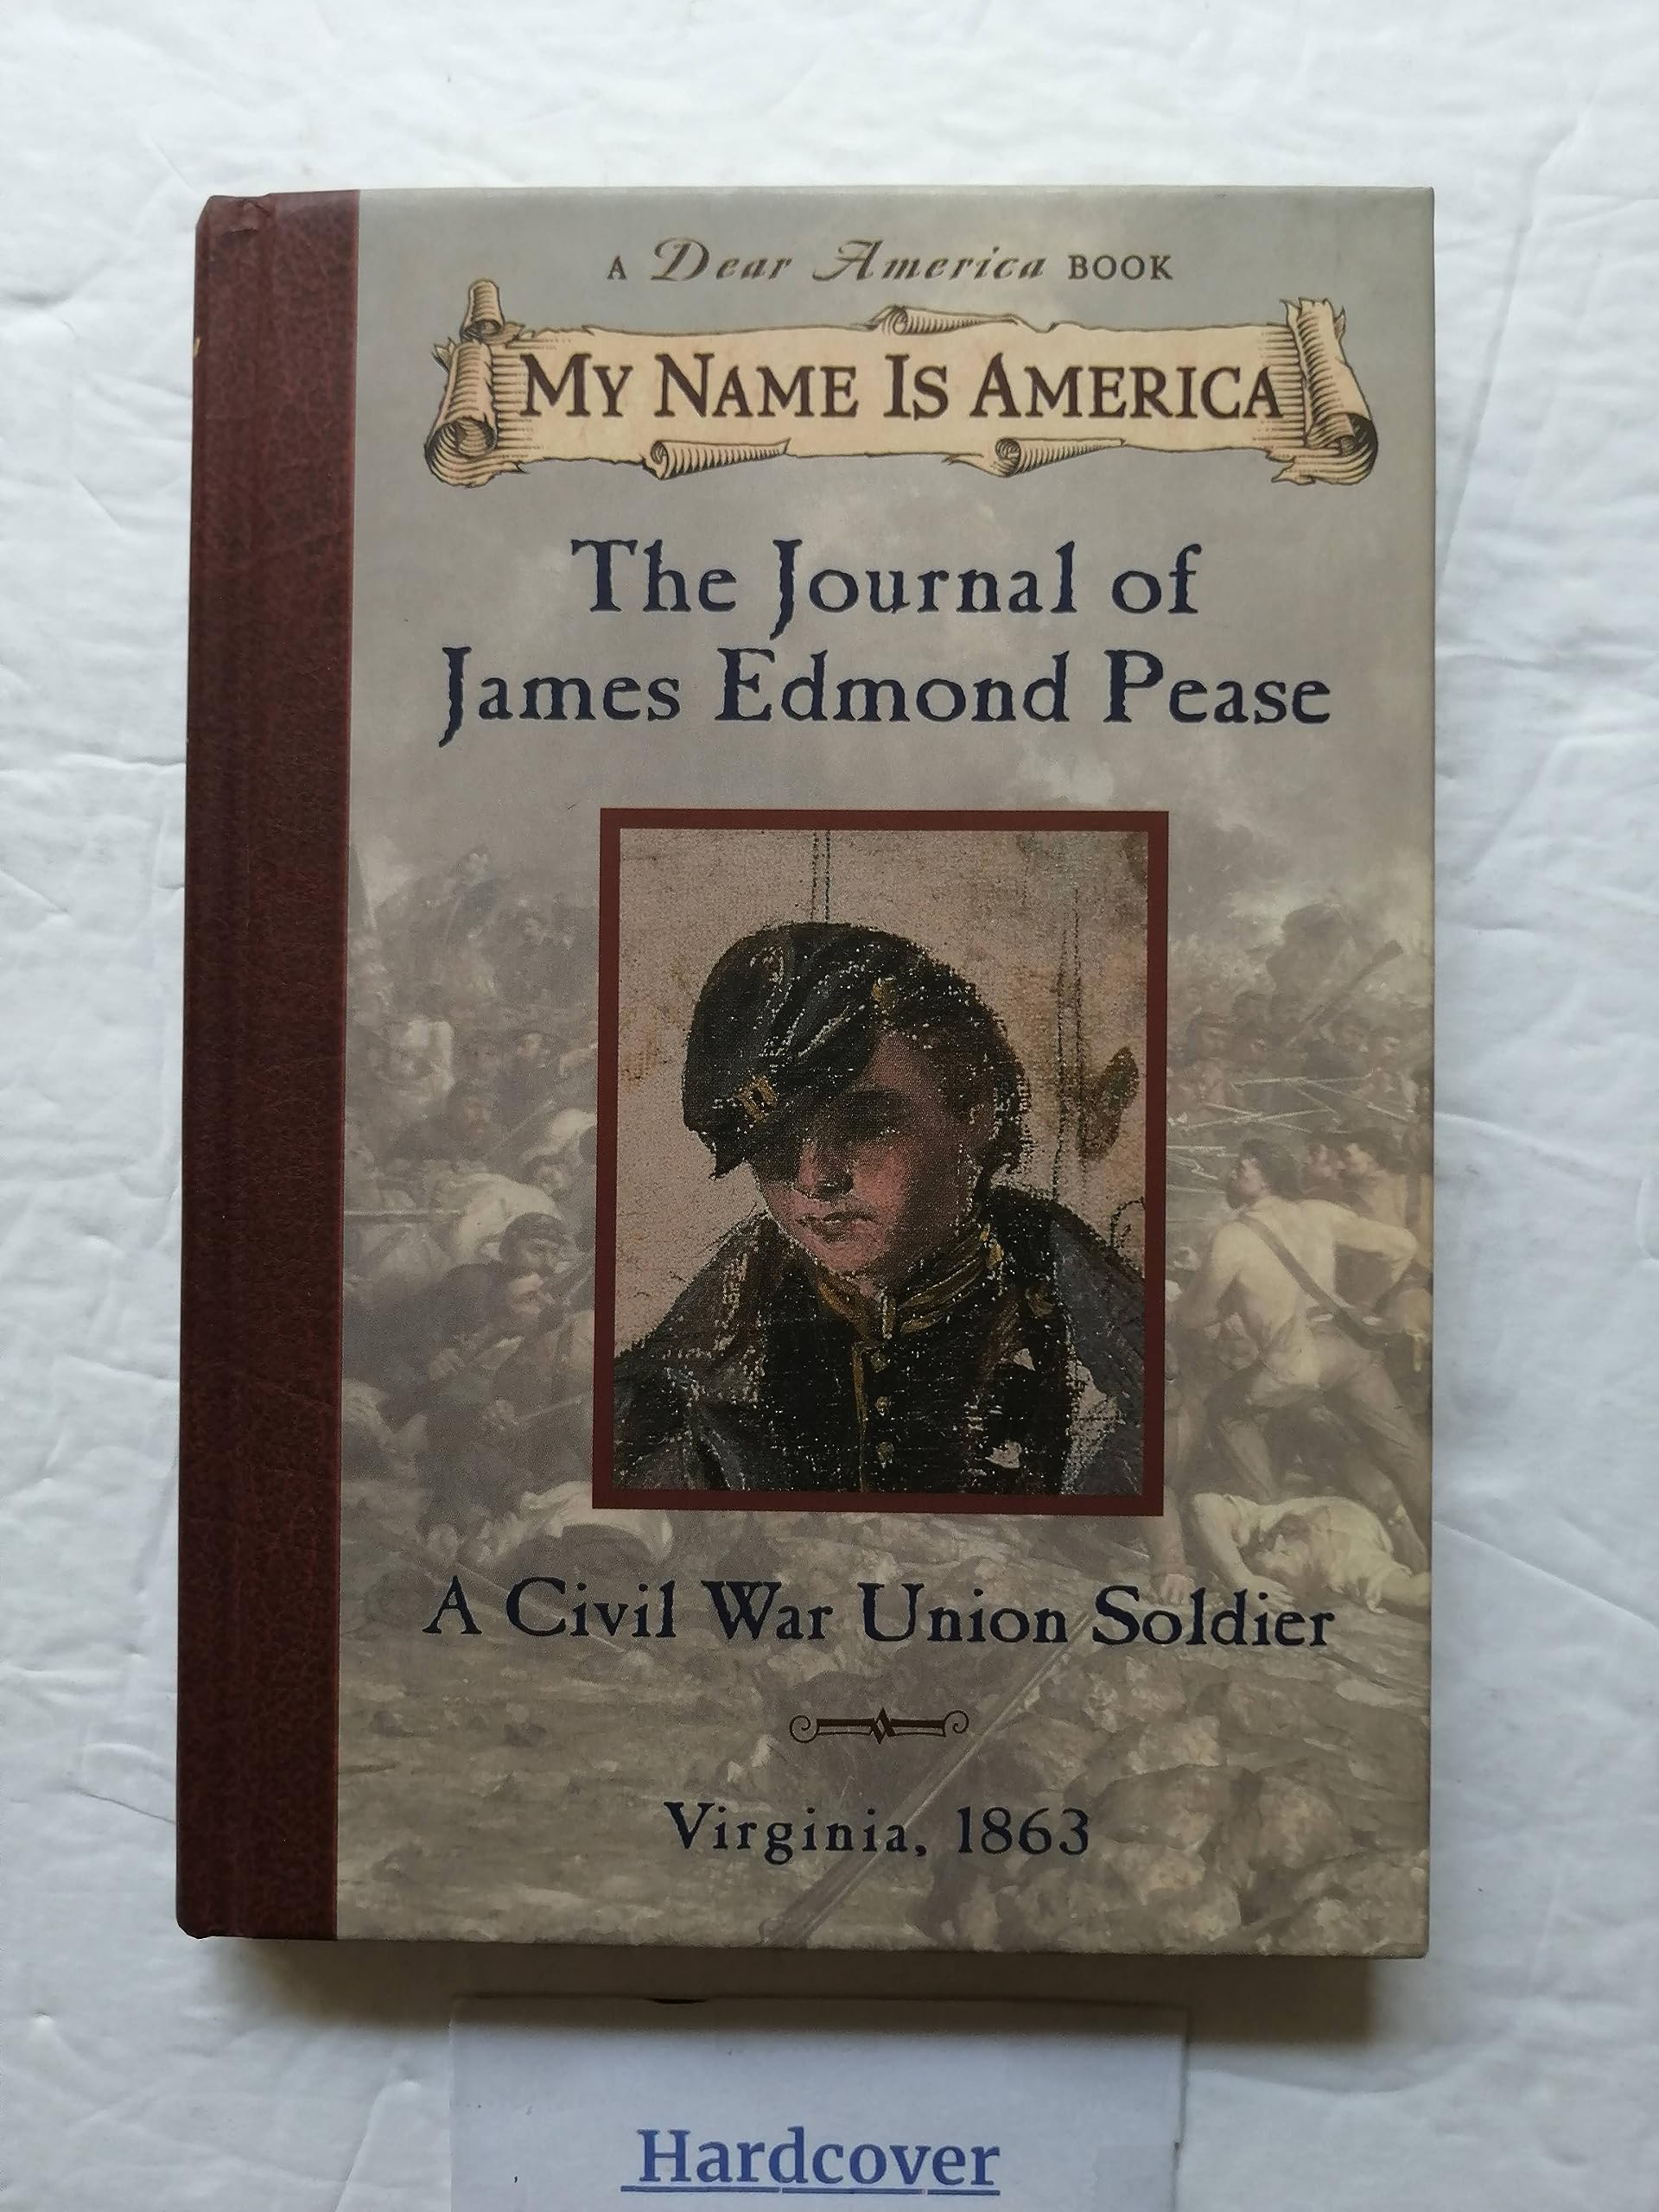 A Dear America BOOK
MY NAME IS AMERICA
The Journal of
James Edmond Pease
A Civil War Union Soldier
Virginia, 1863
Hardcover